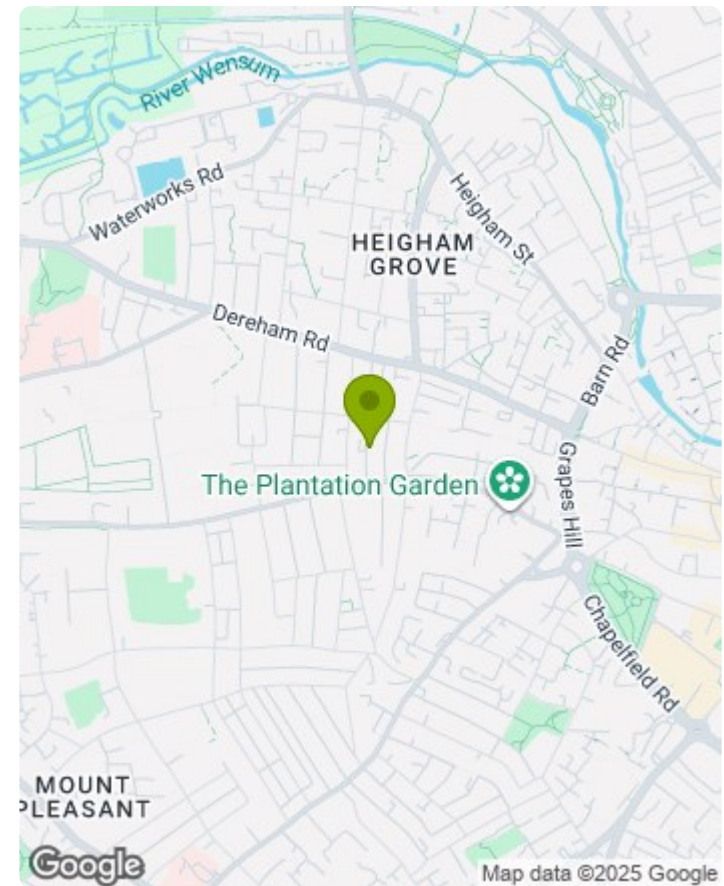 River Wensum
Waterworks Rd
Heigham St
HEIGHAM
GROVE
Dereham Rd
Barn Rd
The Plantation Garden
Grapes Hill
Chapelfield Rd
MOUNT
PLEASANT
Google
Map data ©2025 Google